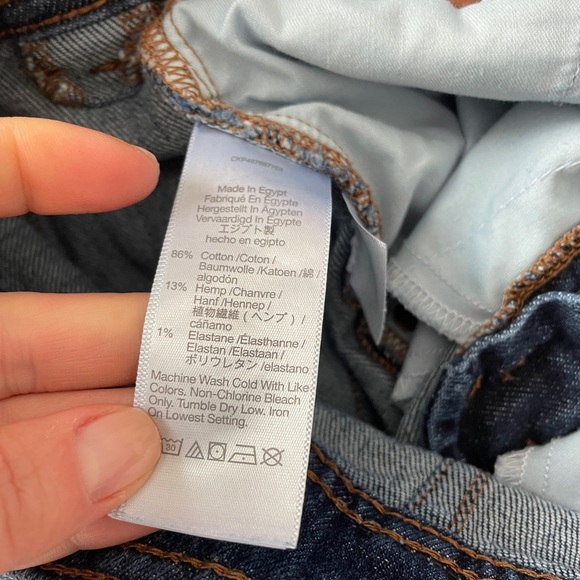 Made In Egypt
Fabriqué En Egypte
Hergestellt In Ägypten
Vervaardigd In Egypte
エジプト製
hecho en egipto
86% Cotton /Coton /
Baumwolle /Katoen /綿 /
algodón
13% Hemp /Chanvre /
Hanf /Hennep /
植物繊維 (ヘンプ) /
cáñamo
1% Elastane /Élasthanne /
Elastan /Elastaan /
ポリウレタン /elastano
Machine Wash Cold With Like
Colors, Non-Chlorine Bleach
Only, Tumble Dry Low. Iron
On Lowest Setting.
30